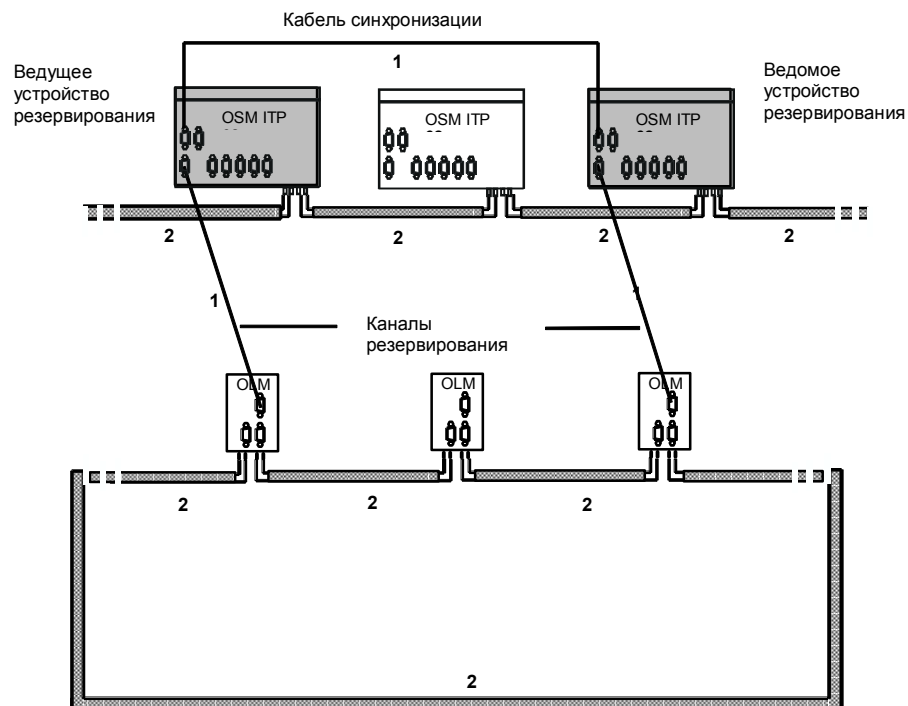 Кабель синхронизации
1
Ведущее
устройство
резервирования
Ведомое
устройство
резервирования
OSM ITP
OSM ITP
OSM ITP
2
2
2
2
1
1
Каналы
резервирования
OLM
OLM
OLM
2
2
2
2